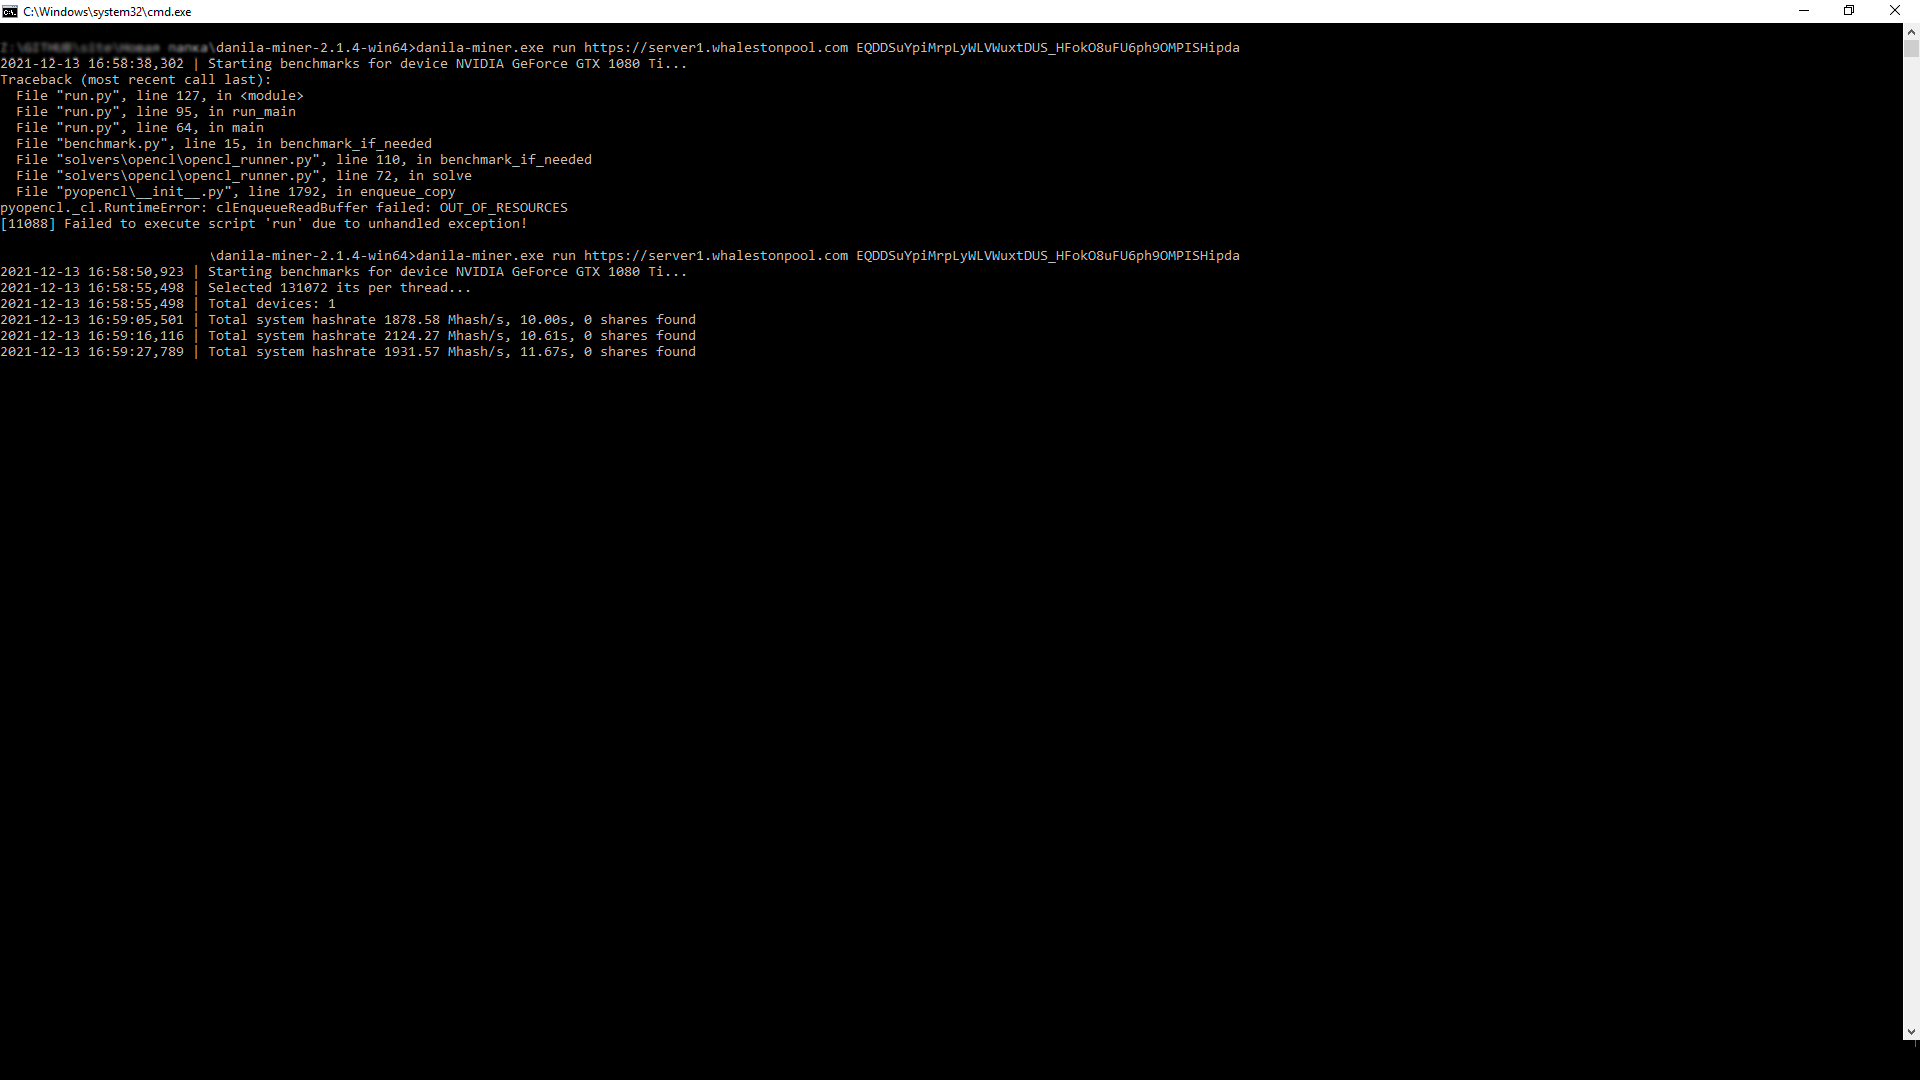 C:\Windows\system32\cmd.exe
\danila-miner-2.1.4-win64>danila-miner.exe run https://server1.whalestonpool.com EQDDSuYpiMrpLyWLVWuxtDUS_HFokO8uFU6ph9OMPISHipda
2021-12-13 16:58:38,302 | Starting benchmarks for device NVIDIA GeForce GTX 1080 Ti...
Traceback (most recent call last):
  File "run.py", line 127, in <module>
  File "run.py", line 95, in run_main
  File "run.py", line 64, in main
  File "benchmark.py", line 15, in benchmark_if_needed
  File "solvers\opencl\opencl_runner.py", line 110, in benchmark_if_needed
  File "solvers\opencl\opencl_runner.py", line 72, in solve
  File "pyopencl\__init__.py", line 1792, in enqueue_copy
pyopencl._cl.RuntimeError: clEnqueueReadBuffer failed: OUT_OF_RESOURCES
[11088] Failed to execute script 'run' due to unhandled exception!
\danila-miner-2.1.4-win64>danila-miner.exe run https://server1.whalestonpool.com EQDDSuYpiMrpLyWLVWuxtDUS_HFokO8uFU6ph9OMPISHipda
2021-12-13 16:58:50,923 | Starting benchmarks for device NVIDIA GeForce GTX 1080 Ti...
2021-12-13 16:58:55,498 | Selected 131072 its per thread...
2021-12-13 16:58:55,498 | Total devices: 1
2021-12-13 16:59:05,501 | Total system hashrate 1878.58 Mhash/s, 10.00s, 0 shares found
2021-12-13 16:59:16,116 | Total system hashrate 2124.27 Mhash/s, 10.61s, 0 shares found
2021-12-13 16:59:27,789 | Total system hashrate 1931.57 Mhash/s, 11.67s, 0 shares found